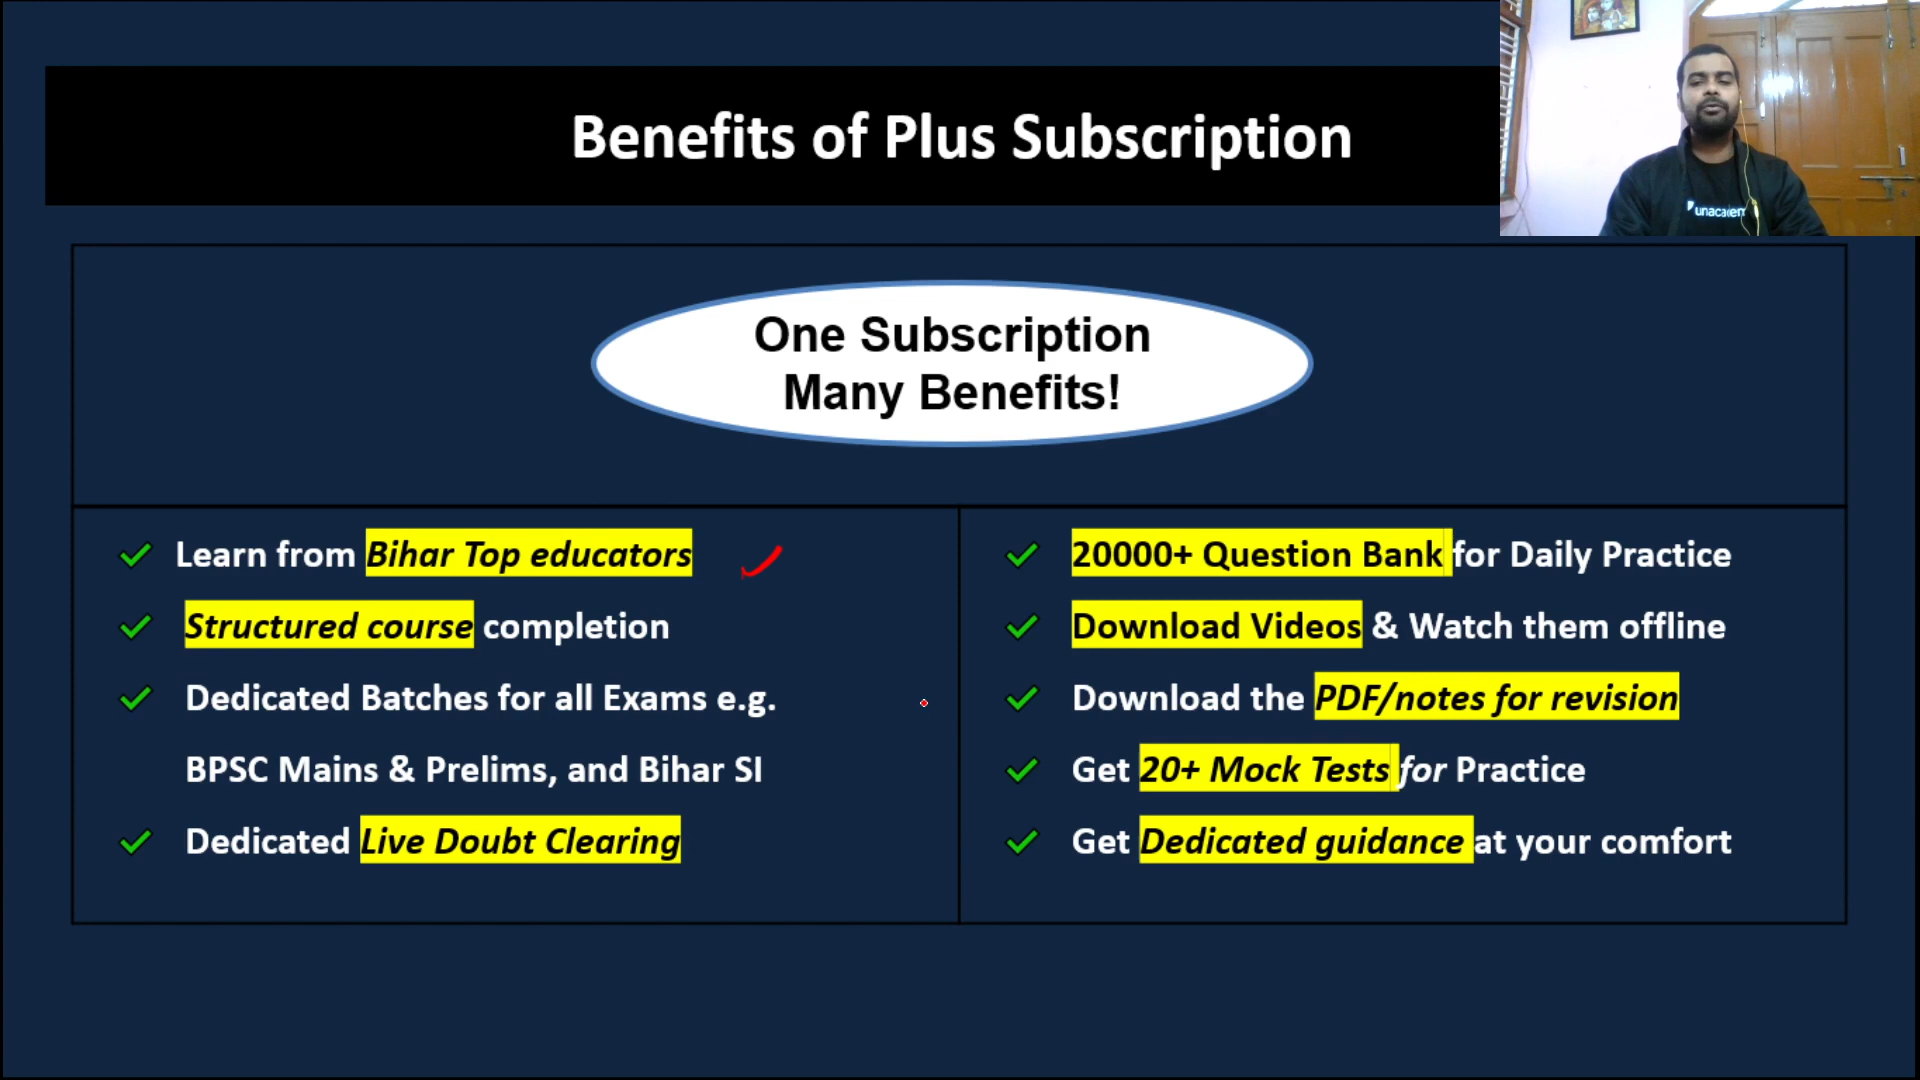 Benefits of Plus Subscription
One Subscription
Many Benefits!
Learn from Bihar Top educators
Structured course completion
Dedicated Batches for all Exams e.g.
BPSC Mains & Prelims, and Bihar SI
Dedicated Live Doubt Clearing
20000+ Question Bank for Daily Practice
Download Videos & Watch them offline
Download the PDF/notes for revision
Get 20+ Mock Tests for Practice
Get Dedicated guidance at your comfort